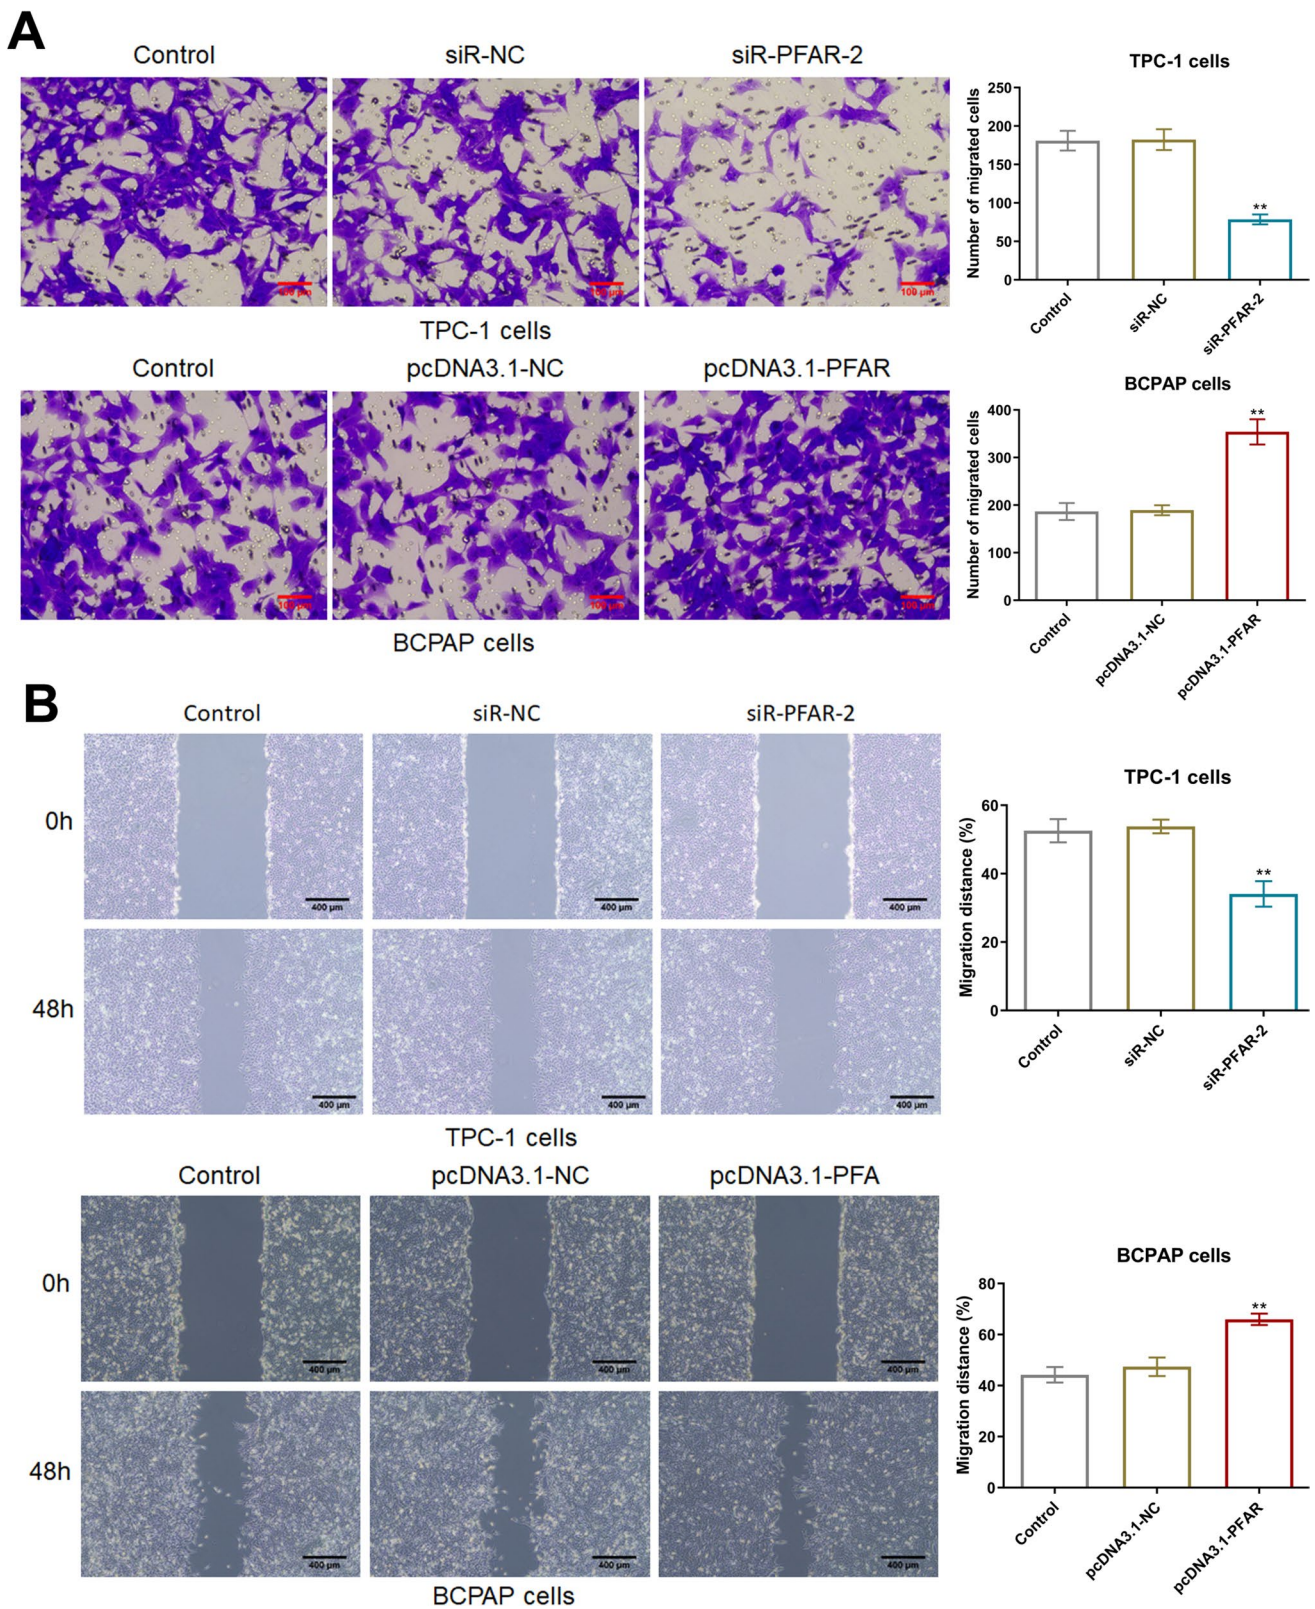 A
Control siR-NC siR-PFAR-2
100 μm 100 μm 100 μm
TPC-1 cells
TPC-1 cells
Number of migrated cells
250
200
150
100
50
0
**
Control siR-NC siR-PFAR-2
Control pcDNA3.1-NC pcDNA3.1-PFAR
100 μm 100 μm 100 μm
BCPAP cells
BCPAP cells
Number of migrated cells
400
300
200
100
0
**
Control pcDNA3.1-NC pcDNA3.1-PFAR
B
Control siR-NC siR-PFAR-2
0h
400 μm 400 μm 400 μm
48h
400 μm 400 μm 400 μm
TPC-1 cells
TPC-1 cells
Migration distance (%)
60
40
20
0
**
Control siR-NC siR-PFAR-2
Control pcDNA3.1-NC pcDNA3.1-PFA
0h
400 μm 400 μm 400 μm
48h
400 μm 400 μm 400 μm
BCPAP cells
BCPAP cells
Migration distance (%)
80
60
40
20
0
**
Control pcDNA3.1-NC pcDNA3.1-PFAR